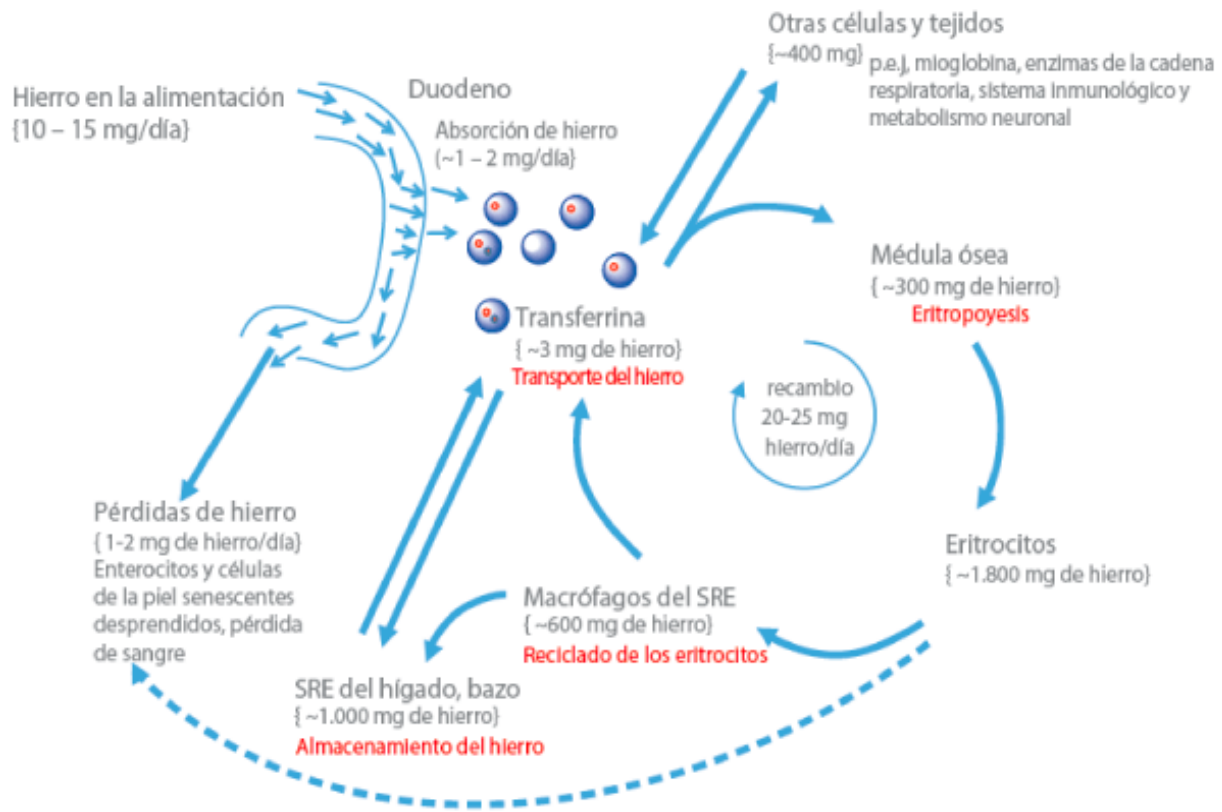 Otras células y tejidos
{~400 mg}
p.e.j, mioglobina, enzimas de la cadena
respiratoria, sistema inmunológico y
metabolismo neuronal
Hierro en la alimentación
{10 – 15 mg/día}
Duodeno
Absorción de hierro
(~1 – 2 mg/día}
Médula ósea
{ ~300 mg de hierro}
Eritropoyesis
Transferrina
{ ~3 mg de hierro}
Transporte del hierro
recambio
20-25 mg
hierro/día
Pérdidas de hierro
{ 1-2 mg de hierro/día}
Enterocitos y células
de la piel senescentes
desprendidos, pérdida
de sangre
Eritrocitos
{ ~1.800 mg de hierro}
Macrófagos del SRE
{ ~600 mg de hierro}
Reciclado de los eritrocitos
SRE del hígado, bazo
{ ~1.000 mg de hierro}
Almacenamiento del hierro